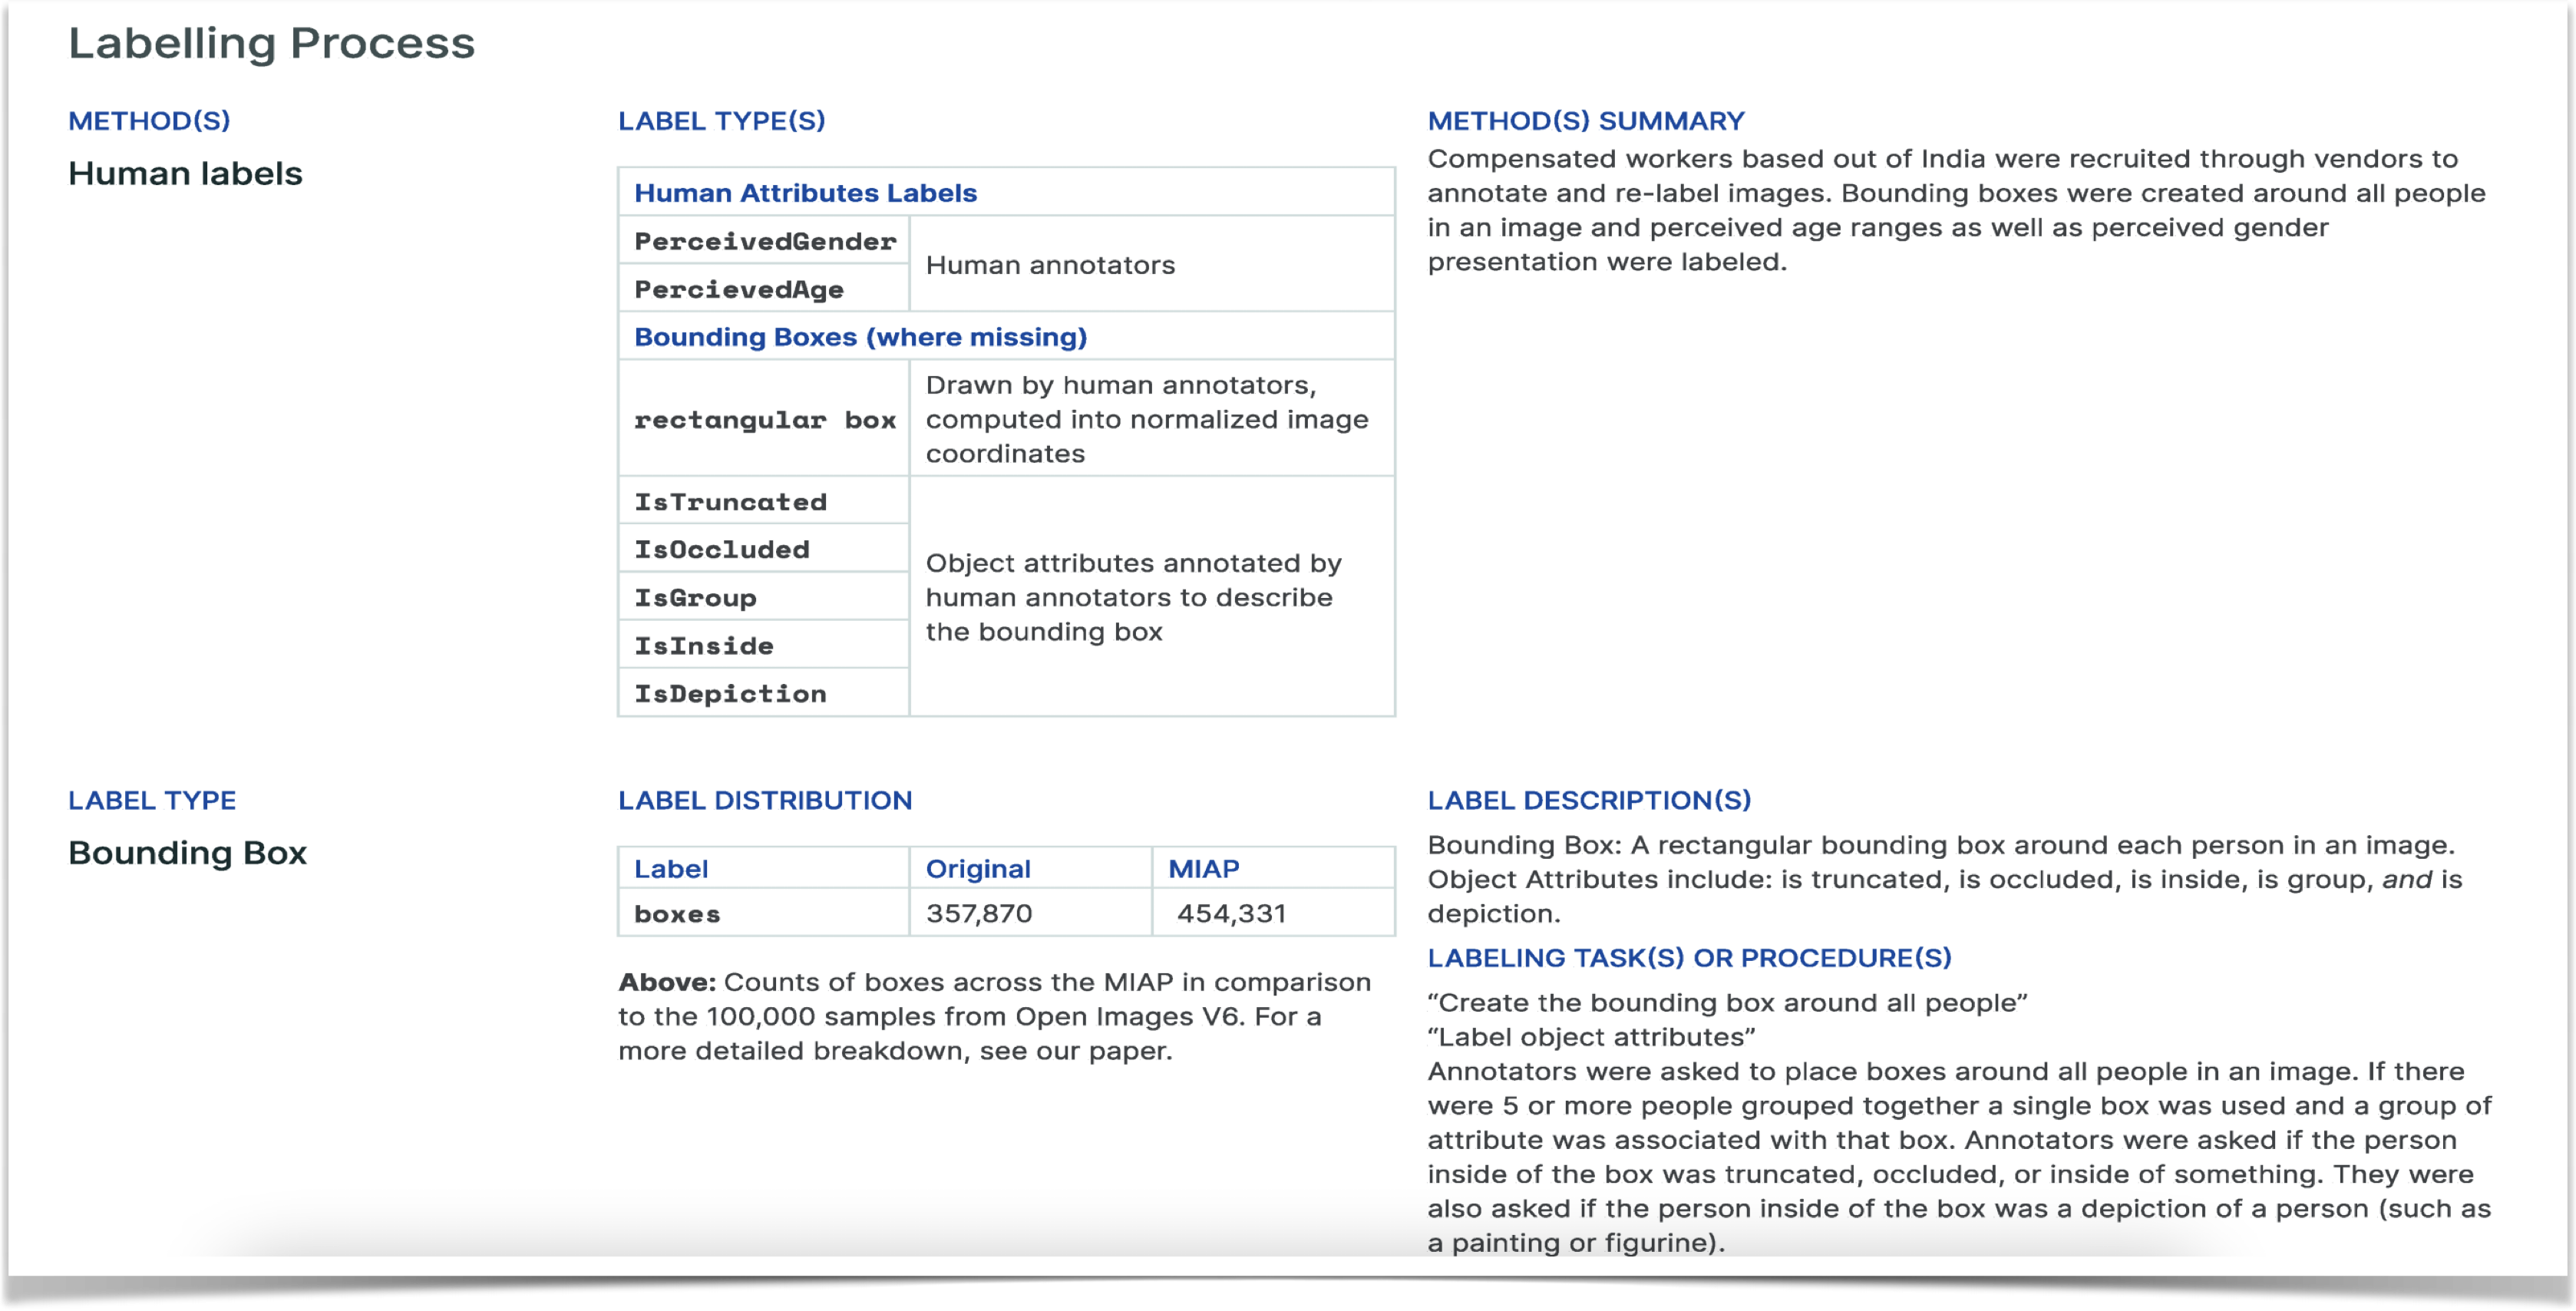 Labelling Process
METHOD(S)
Human labels
LABEL TYPE(S)
Human Attributes Labels
PerceivedGender
PercievedAge
Human annotators
Bounding Boxes (where missing)
rectangular box
Drawn by human annotators,
computed into normalized image
coordinates
IsTruncated
IsOccluded
IsGroup
IsInside
IsDepiction
Object attributes annotated by
human annotators to describe
the bounding box
METHOD(S) SUMMARY
Compensated workers based out of India were recruited through vendors to
annotate and re-label images. Bounding boxes were created around all people
in an image and perceived age ranges as well as perceived gender
presentation were labeled.
LABEL TYPE
Bounding Box
LABEL DISTRIBUTION
Label Original MIAP
boxes 357,870 454,331
Above: Counts of boxes across the MIAP in comparison
to the 100,000 samples from Open Images V6. For a
more detailed breakdown, see our paper.
LABEL DESCRIPTION(S)
Bounding Box: A rectangular bounding box around each person in an image.
Object Attributes include: is truncated, is occluded, is inside, is group, and is
depiction.
LABELING TASK(S) OR PROCEDURE(S)
“Create the bounding box around all people”
“Label object attributes”
Annotators were asked to place boxes around all people in an image. If there
were 5 or more people grouped together a single box was used and a group of
attribute was associated with that box. Annotators were asked if the person
inside of the box was truncated, occluded, or inside of something. They were
also asked if the person inside of the box was a depiction of a person (such as
a painting or figurine).